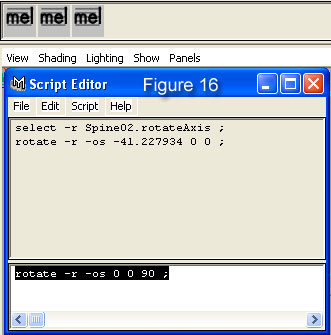 mel mel mel
View Shading Lighting Show Panels
Script Editor Figure 16
File Edit Script Help
select -r Spine02.rotateAxis ;
rotate -r -os -41.227934 0 0 ;
rotate -r -os 0 0 90 ;